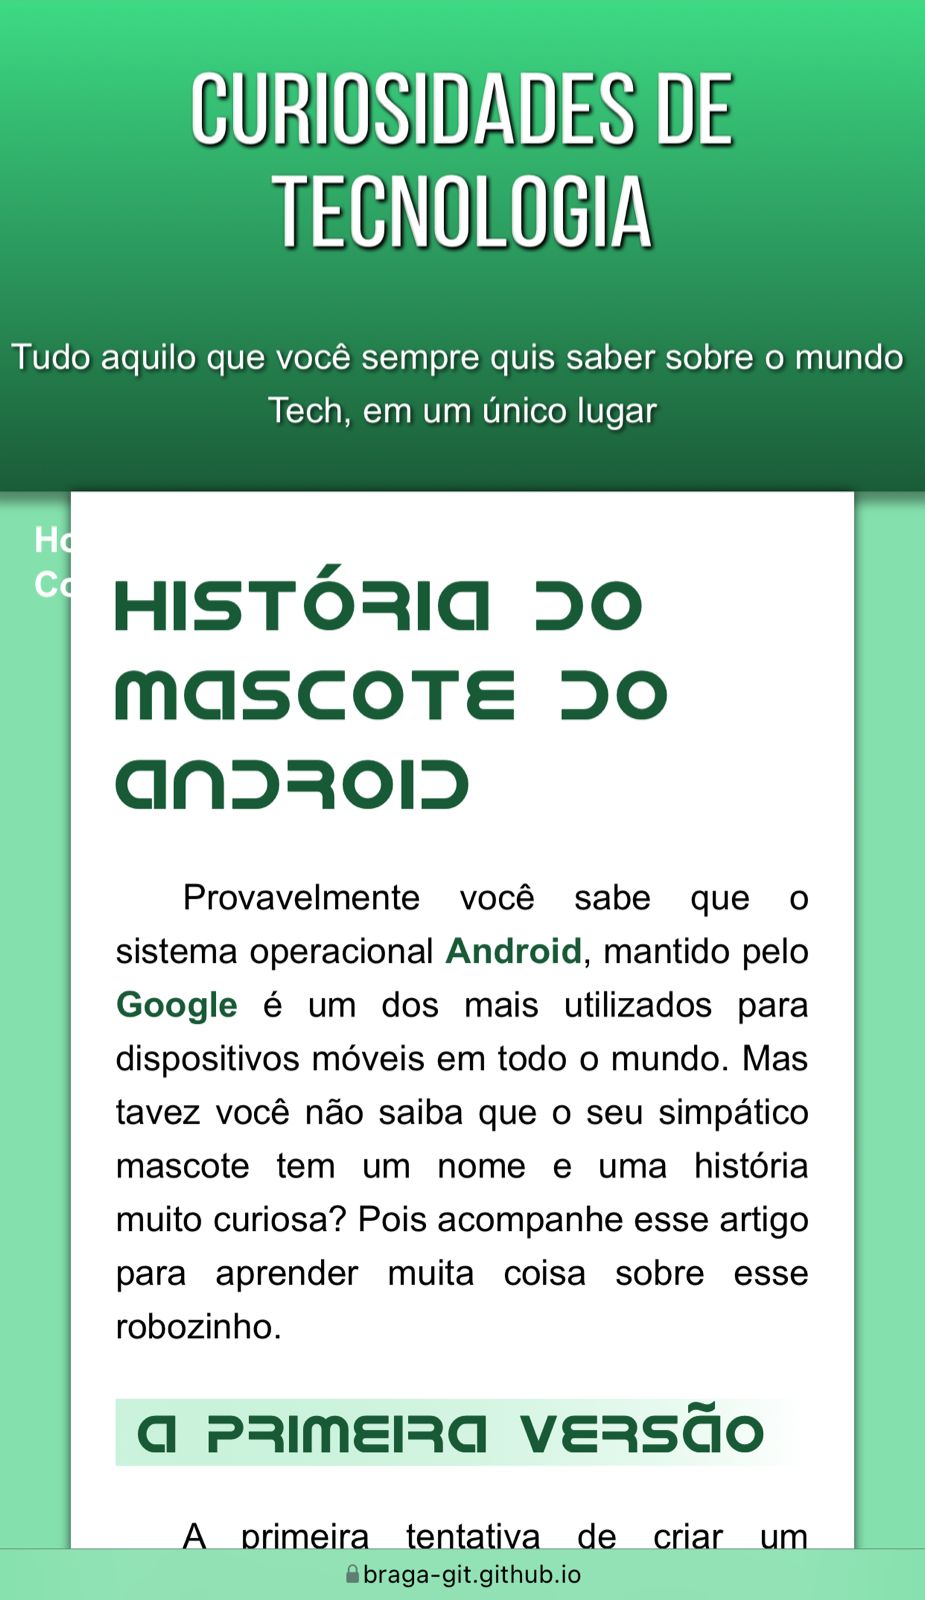 CURIOSIDADES DE
TECNOLOGIA
Tudo aquilo que você sempre quis saber sobre o mundo
Tech, em um único lugar
HISTÓRIA DO
MASCOTE DO
ANDROID
Provavelmente você sabe que o
sistema operacional Android, mantido pelo
Google é um dos mais utilizados para
dispositivos móveis em todo o mundo. Mas
tavez você não saiba que o seu simpático
mascote tem um nome e uma história
muito curiosa? Pois acompanhe esse artigo
para aprender muita coisa sobre esse
robozinho.
A PRIMEIRA VERSÃO
A primeira tentativa de criar um
braga-git.github.io